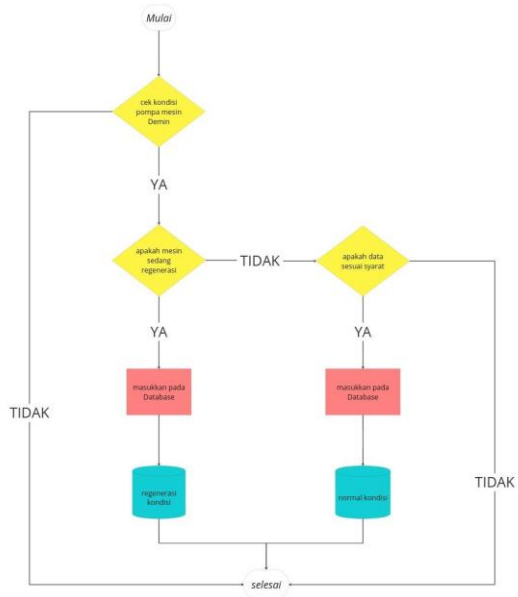 Mulai
cek kondisi
pompa mesin
Demin
YA
apakah mesin
sedang
regenerasi
TIDAK
apakah data
sesuai syarat
YA
YA
masukkan pada
Database
masukkan pada
Database
TIDAK
regenerasi
kondisi
normal kondisi
TIDAK
selesai